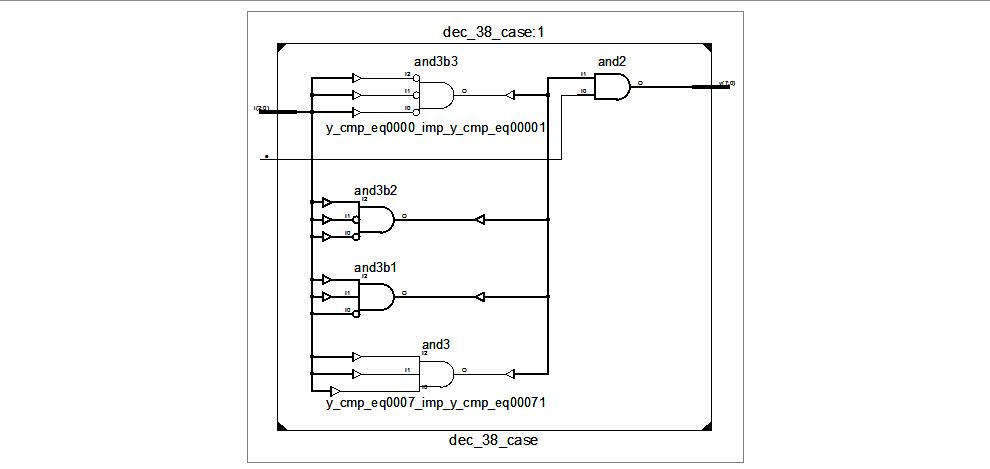 dec_38_case:1
and3b3
and2
I2
I1
I1
O
O
y(7:0)
I0
I0
i(2:0)
y_cmp_eq0000_imp_y_cmp_eq00001
and3b2
I2
I1
O
I0
and3b1
I2
I1
O
I0
and3
I2
I1
O
I0
y_cmp_eq0007_imp_y_cmp_eq00071
dec_38_case